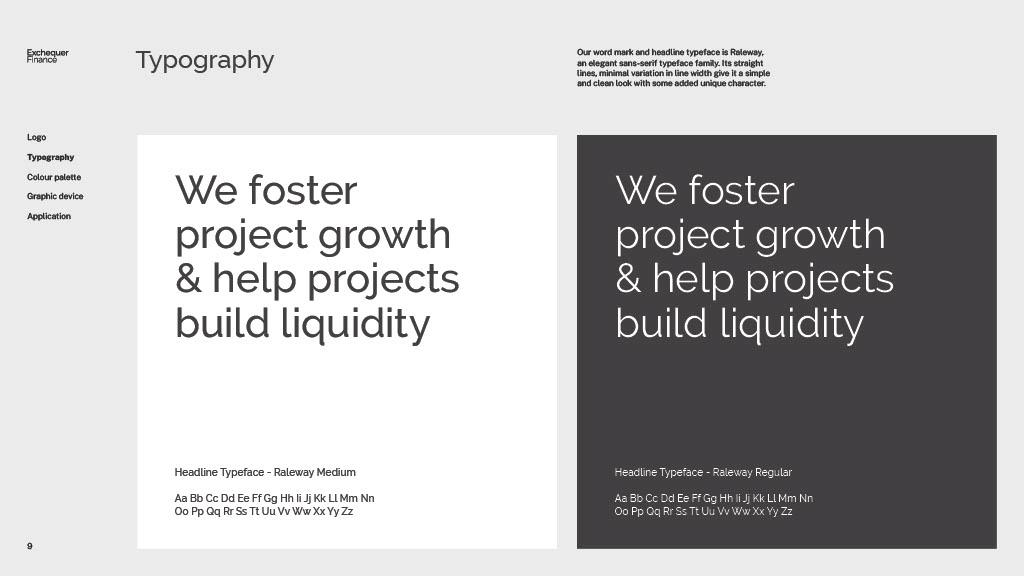 Exchequer
Finance
Typography
Our word mark and headline typeface is Raleway,
an elegant sans-serif typeface family. Its straight
lines, minimal variation in line width give it a simple
and clean look with some added unique character.
Logo
Typography
Colour palette
Graphic device
Application
We foster
project growth
& help projects
build liquidity
Headline Typeface - Raleway Medium
Aa Bb Cc Dd Ee Ff Gg Hh Ii Jj Kk Ll Mm Nn
Oo Pp Qq Rr Ss Tt Uu Vv Ww Xx Yy Zz
We foster
project growth
& help projects
build liquidity
Headline Typeface - Raleway Regular
Aa Bb Cc Dd Ee Ff Gg Hh Ii Jj Kk Ll Mm Nn
Oo Pp Qq Rr Ss Tt Uu Vv Ww Xx Yy Zz
9